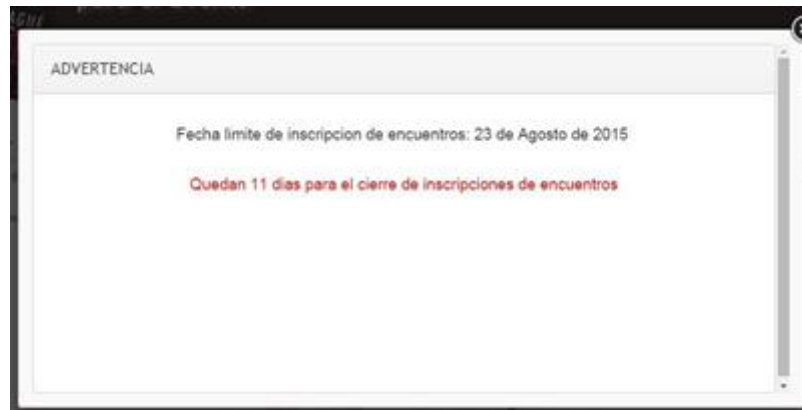 ADVERTENCIA
Fecha limite de inscripcion de encuentros: 23 de Agosto de 2015
Quedan 11 dias para el cierre de inscripciones de encuentros